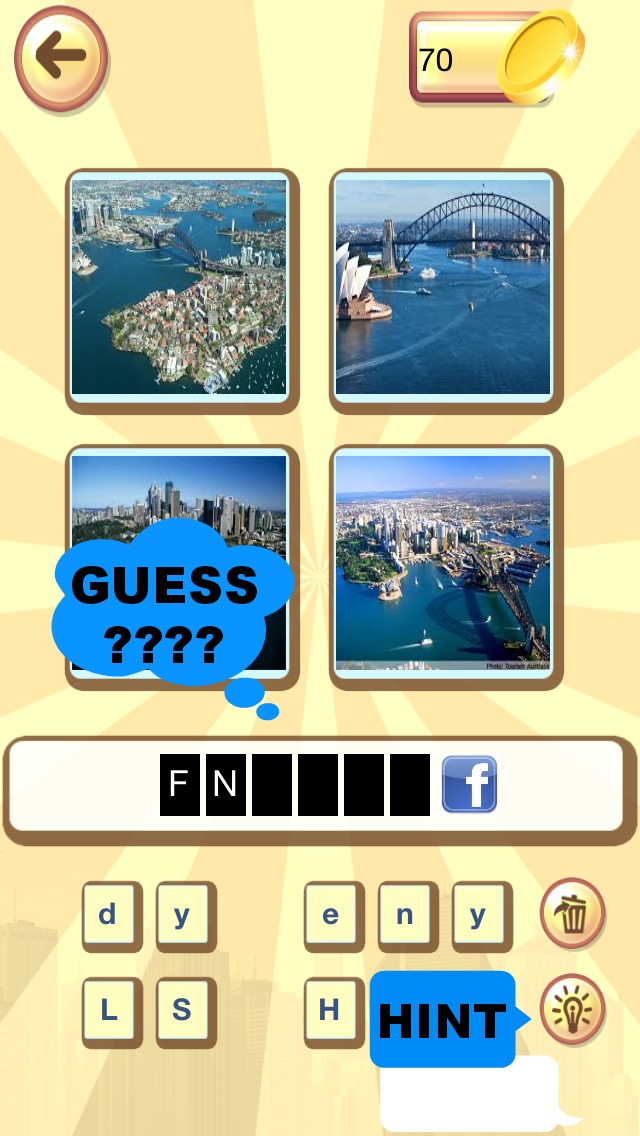 70
GUESS
????
Photo: Tourism Australia
F N f
d y e n y
L S H HINT